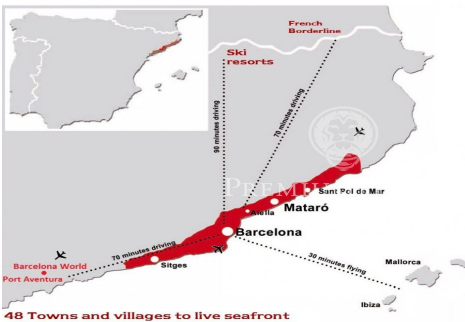 French
Borderline
Ski
resorts
90 minutes driving
70 minutes driving
PREMI
Sant Pol de Mar
Alella
Mataró
Barcelona
70 minutes driving
Barcelona World
Port Aventura
Sitges
30 minutes flying
Mallorca
Ibiza
48 Towns and villages to live seafront